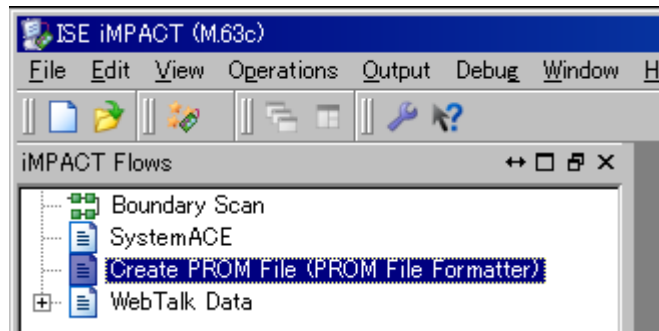 ISE iMPACT (M.63c)
File Edit View Operations Output Debug Window H
iMPACT Flows
Boundary Scan
SystemACE
Create PROM File (PROM File Formatter)
WebTalk Data